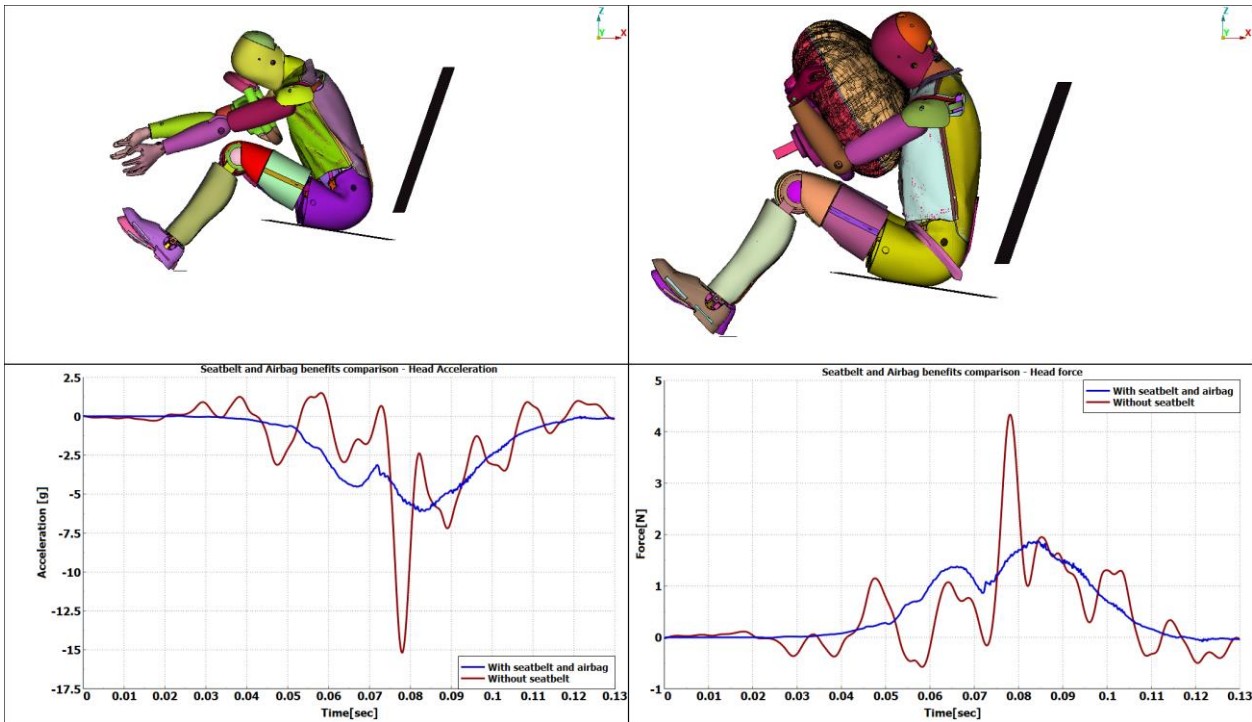 Z
Y
X
Z
Y
X
Seatbelt and Airbag benefits comparison - Head Acceleration
2.5
0
-2.5
-5
-7.5
-10
-12.5
-15
-17.5
Acceleration [g]
With seatbelt and airbag
Without seatbelt
0 0.01 0.02 0.03 0.04 0.05 0.06 0.07 0.08 0.09 0.1 0.11 0.12 0.13
Time[sec]
Seatbelt and Airbag benefits comparison - Head force
With seatbelt and airbag
Without seatbelt
5
4
3
2
1
0
-1
Force[N]
0 0.01 0.02 0.03 0.04 0.05 0.06 0.07 0.08 0.09 0.1 0.11 0.12 0.13
Time[sec]